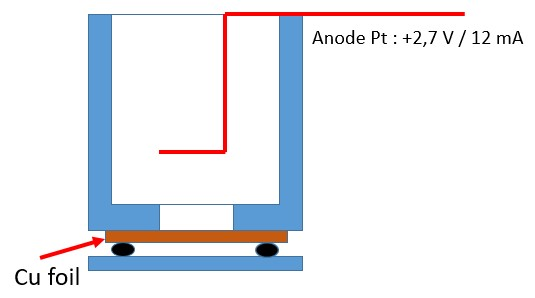 Anode Pt : +2,7 V / 12 mA
Cu foil